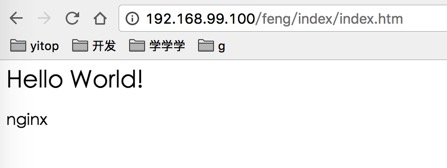 192.168.99.100/feng/index/index.htm
yitop 开发 学学学 g
Hello World!
nginx